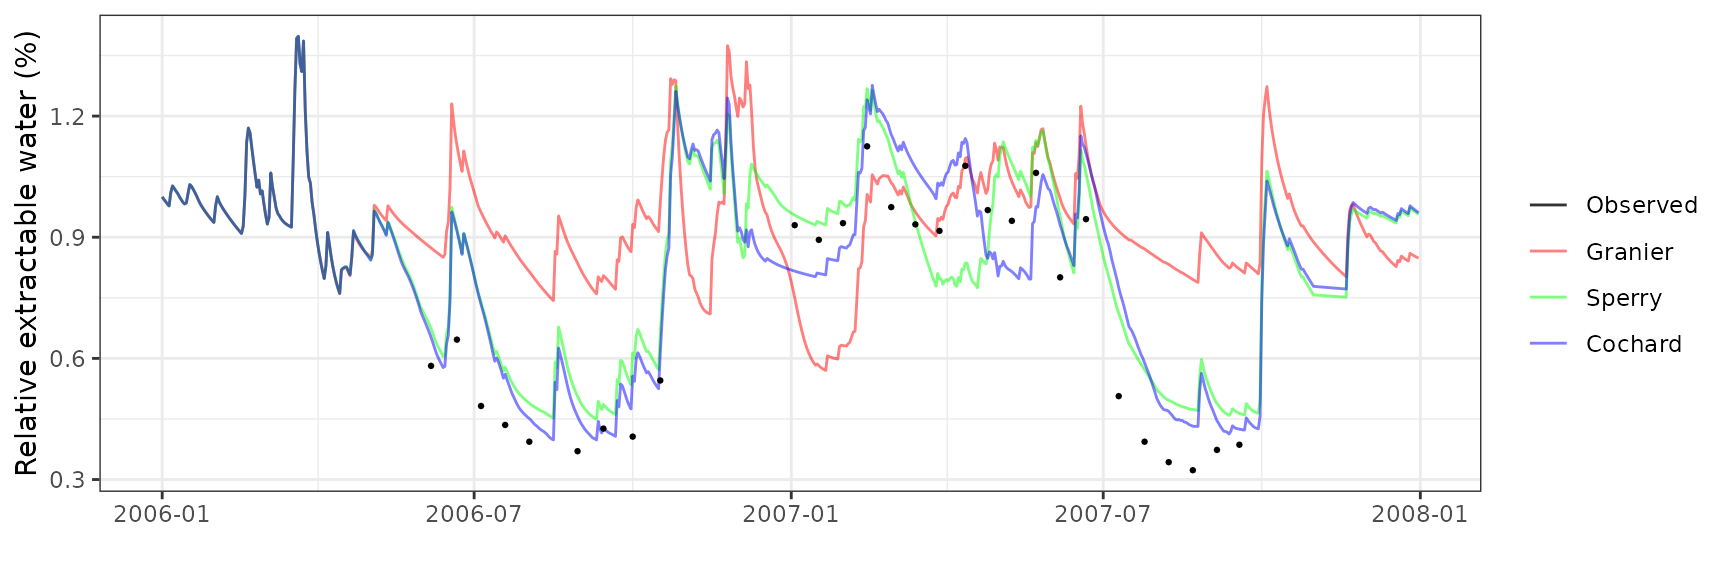 Relative extractable water (%)
1.2
0.9
0.6
0.3
2006-01
2006-07
2007-01
2007-07
2008-01
Observed
Granier
Sperry
Cochard